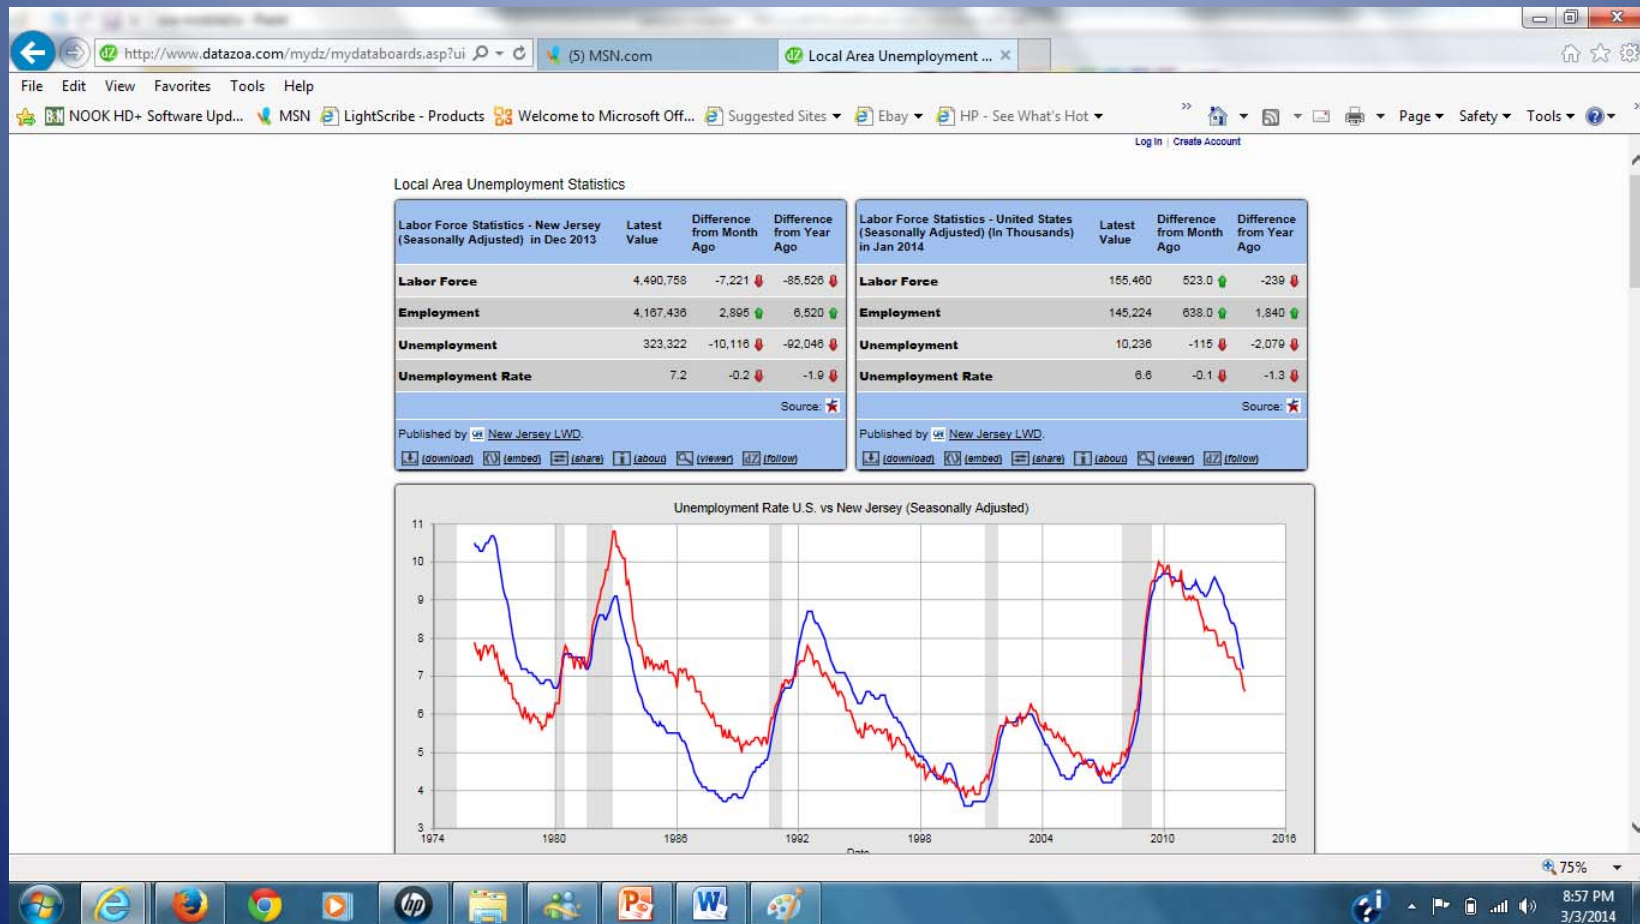 http://www.datazoa.com/mydz/mydataboards.asp?ui
(5) MSN.com
Local Area Unemployment ...
File Edit View Favorites Tools Help
NOOK HD+ Software Upd... MSN LightScribe - Products Welcome to Microsoft Off... Suggested Sites Ebay HP - See What's Hot Page Safety Tools
Log In | Create Account
Local Area Unemployment Statistics
Labor Force Statistics - New Jersey (Seasonally Adjusted) in Dec 2013 Latest Value Difference from Month Ago Difference from Year Ago
Labor Force 4,490,758 -7,221 -85,526
Employment 4,167,436 2,895 6,520
Unemployment 323,322 -10,116 -92,046
Unemployment Rate 7.2 -0.2 -1.9
Source:
Published by New Jersey LWD.
(download) (embed) (share) (about) (viewer) dZ (follow)
Labor Force Statistics - United States (Seasonally Adjusted) (In Thousands) in Jan 2014 Latest Value Difference from Month Ago Difference from Year Ago
Labor Force 155,460 523.0 -239
Employment 145,224 638.0 1,840
Unemployment 10,236 -115 -2,079
Unemployment Rate 6.6 -0.1 -1.3
Source:
Published by New Jersey LWD.
(download) (embed) (share) (about) (viewer) dZ (follow)
Unemployment Rate U.S. vs New Jersey (Seasonally Adjusted)
11
10
9
8
7
6
5
4
3
1974 1980 1986 1992 1998 2004 2010 2016
Date
75%
8:57 PM
3/3/2014